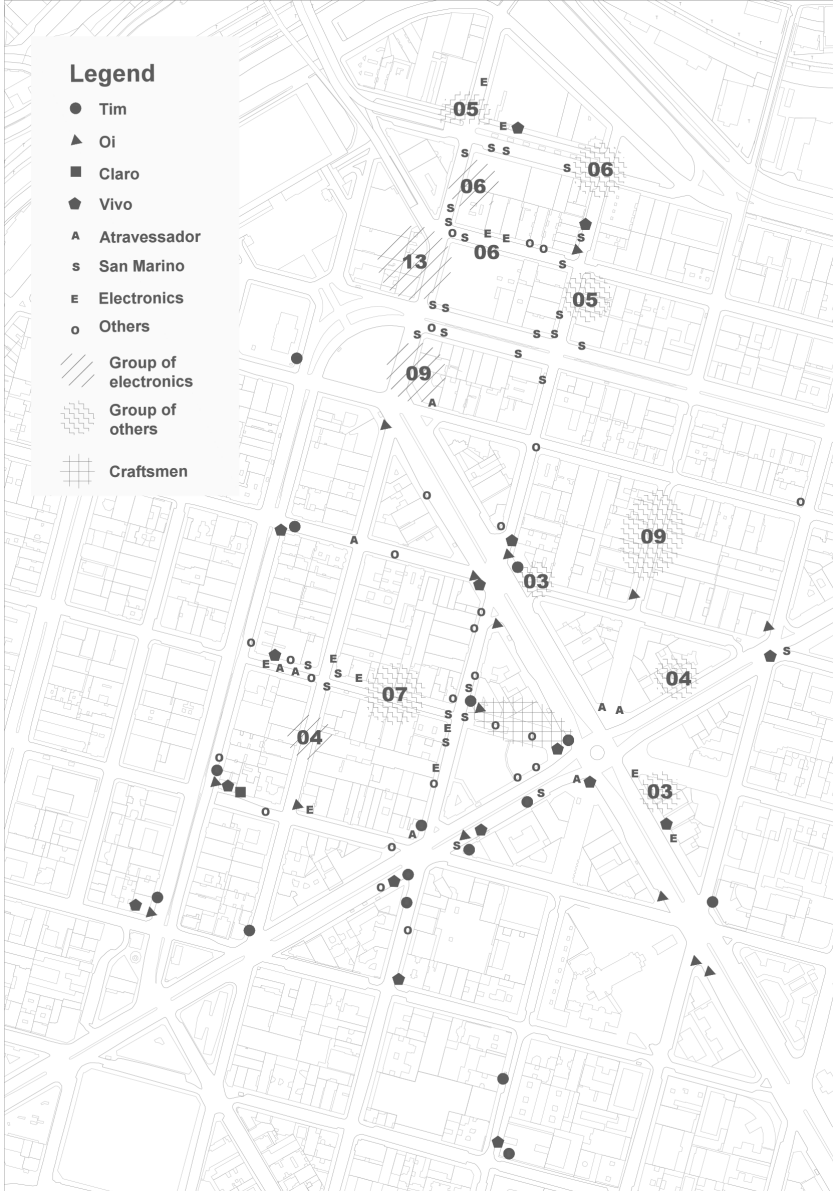 Legend
Tim
Oi
Claro
Vivo
A Atravessador
S San Marino
E Electronics
O Others
Group of
electronics
Group of
others
Craftsmen
E
05
E
S S
S
S 06
06
S
S
O S E E O O S
06
13 S
05
S S S
S O S S S S
S
09 S
A
O
O O
O
A 09
O
03
O
O
O
S
E A A O O S S E S E
O 04
S
07 O
S S A A
O E O
04 S
O
E O E
O A
O
S 03
O E
A E
O S
O
O